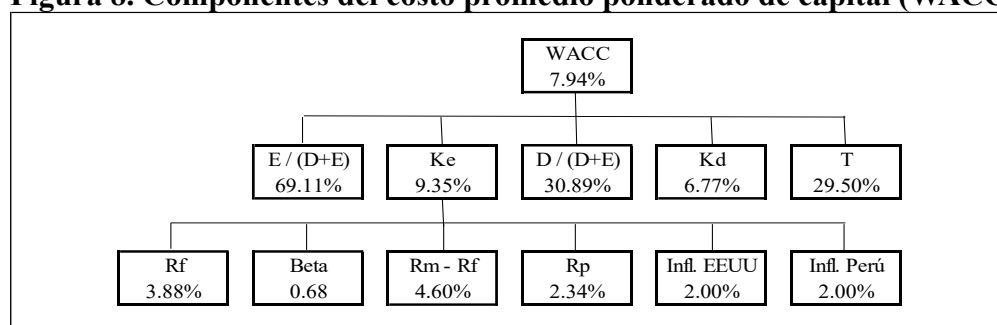 Figura 8. Componentes del costo promedio ponderado de capital (WACC
WACC
7.94%
E / (D+E)
69.11%
Ke
9.35%
D / (D+E)
30.89%
Kd
6.77%
T
29.50%
Rf
3.88%
Beta
0.68
Rm - Rf
4.60%
Rp
2.34%
Infl. EEUU
2.00%
Infl. Perú
2.00%